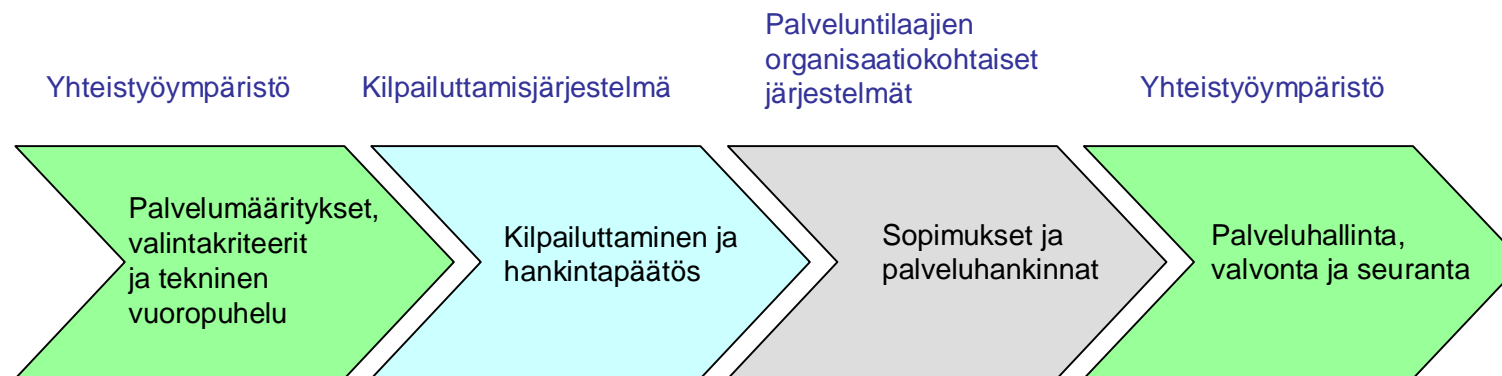 Yhteistyöympäristö
Kilpailuttamisjärjestelmä
Palveluntilaajien
organisaatiokohtaiset
järjestelmät
Yhteistyöympäristö
Palvelumääritykset,
valintakriteerit
ja tekninen
vuoropuhelu
Kilpailuttaminen ja
hankintapäätös
Sopimukset ja
palveluhankinnat
Palveluhallinta,
valvonta ja seuranta